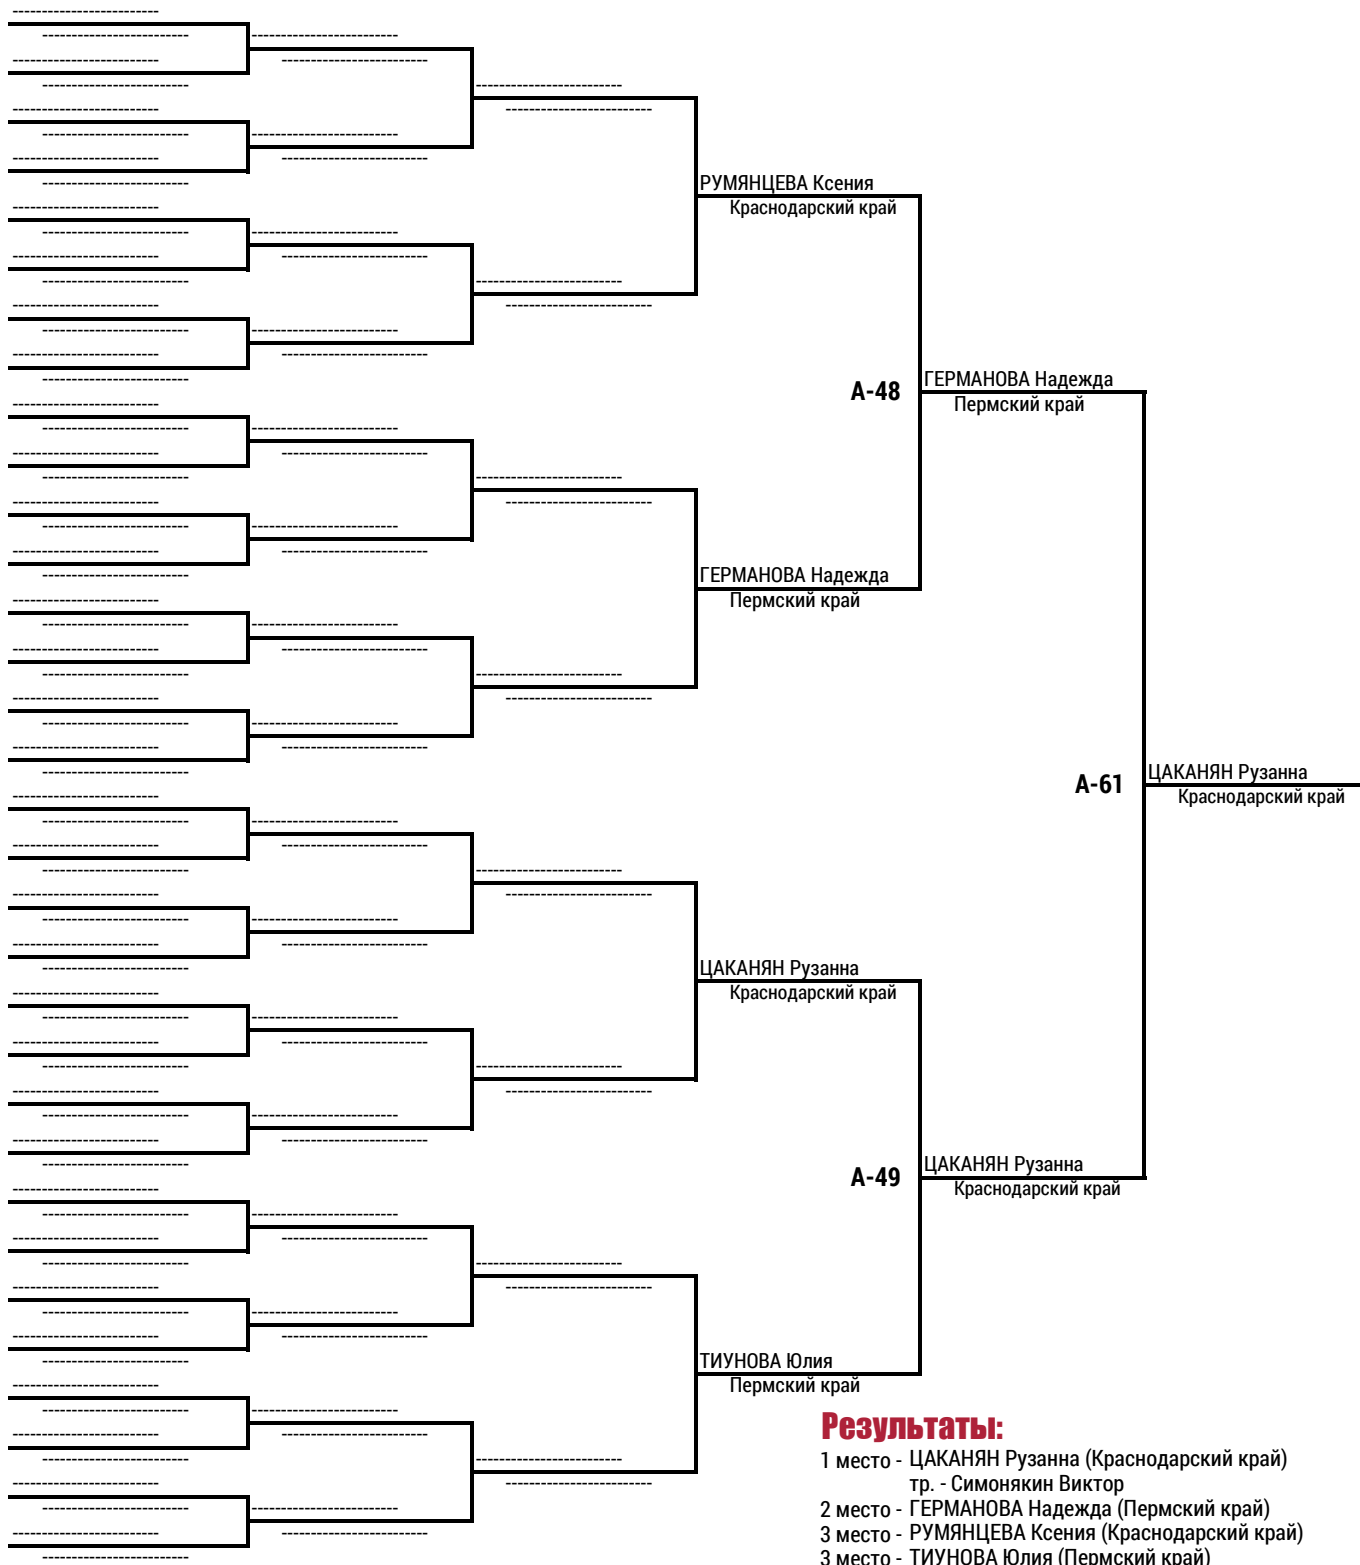 РУМЯНЦЕВА Ксения
Краснодарский край
A-48
ГЕРМАНОВА Надежда
Пермский край
ГЕРМАНОВА Надежда
Пермский край
A-61
ЦАКАНЯН Рузанна
Краснодарский край
ЦАКАНЯН Рузанна
Краснодарский край
A-49
ЦАКАНЯН Рузанна
Краснодарский край
ТИУНОВА Юлия
Пермский край
Результаты:
1 место - ЦАКАНЯН Рузанна (Краснодарский край)
тр. - Симонякин Виктор
2 место - ГЕРМАНОВА Надежда (Пермский край)
3 место - РУМЯНЦЕВА Ксения (Краснодарский край)
3 место - ТИУНОВА Юлия (Пермский край)